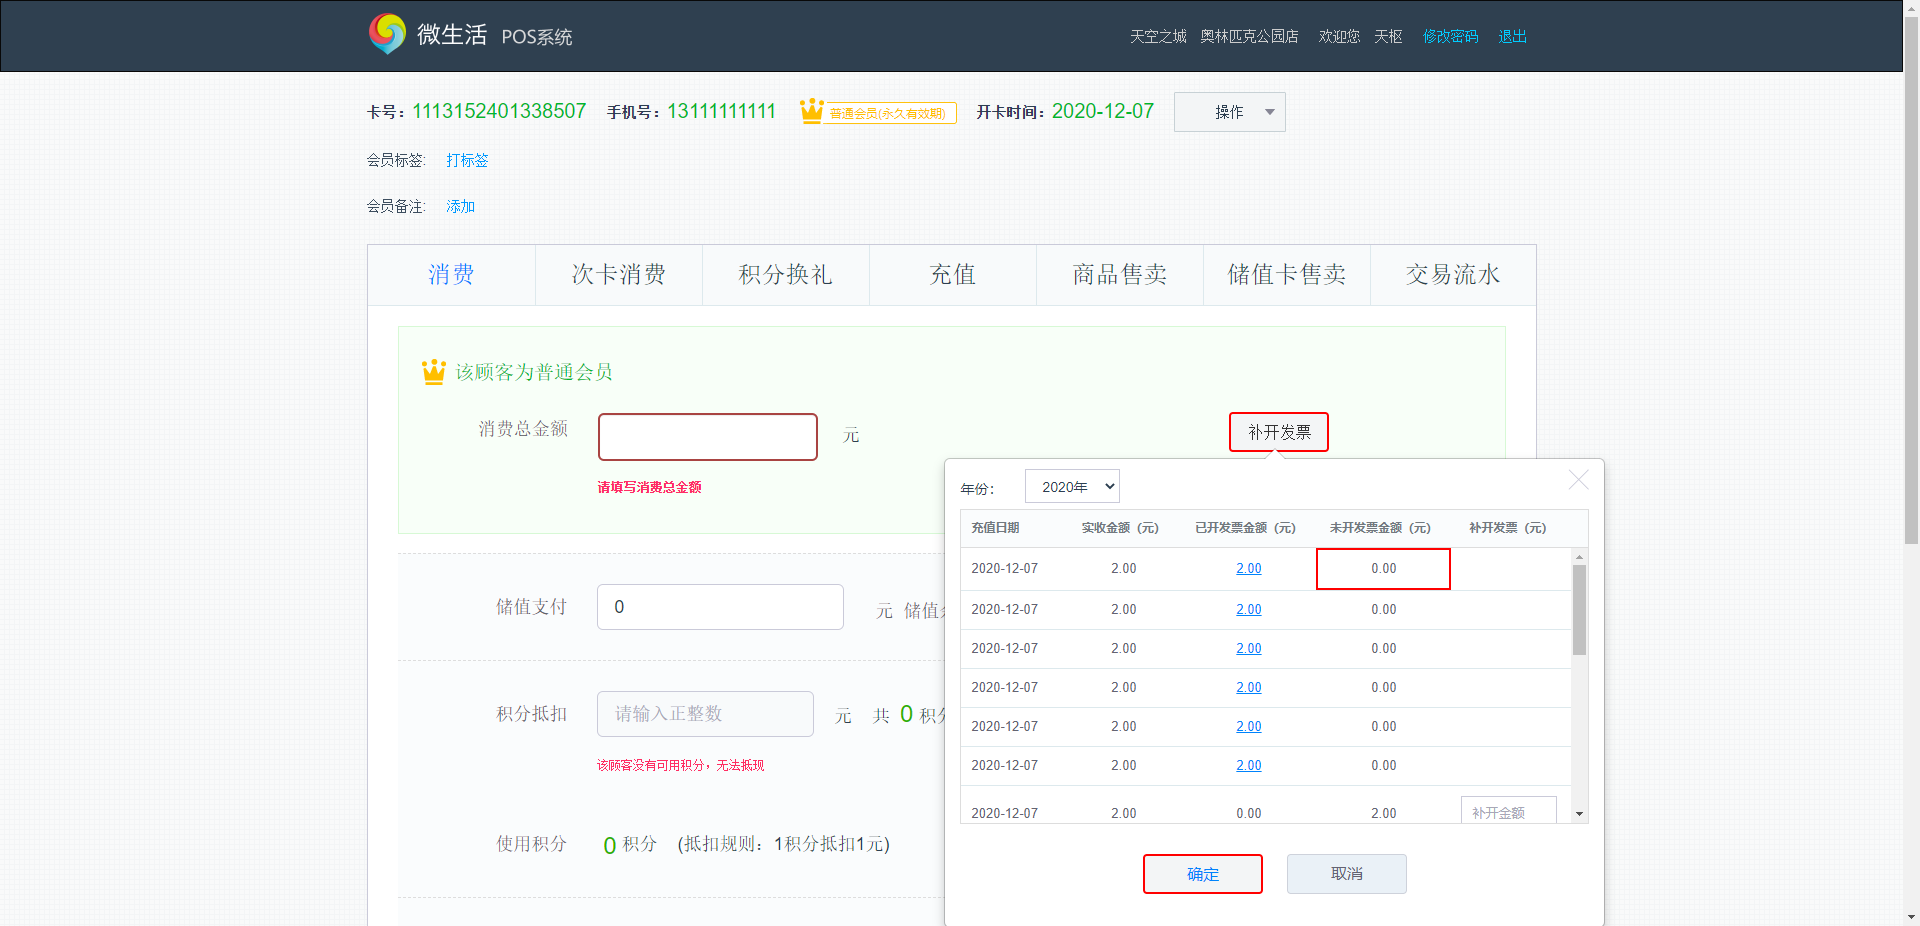 微生活 POS系统
天空之城 奥林匹克公园店 欢迎您 天枢 修改密码 退出
卡号：1113152401338507 手机号：13111111111 普通会员(永久有效期) 开卡时间：2020-12-07 操作
会员标签: 打标签
会员备注: 添加
消费 次卡消费 积分换礼 充值 商品售卖 储值卡售卖 交易流水
该顾客为普通会员
消费总金额 元 补开发票
请填写消费总金额
储值支付 0 元 储值
积分抵扣 请输入正整数 元 共 0 积分
该顾客没有可用积分，无法抵现
使用积分 0 积分 (抵扣规则：1积分抵扣1元)
年份： 2020年
充值日期 实收金额（元） 已开发票金额（元） 未开发票金额（元） 补开发票（元）
2020-12-07 2.00 2.00 0.00
2020-12-07 2.00 2.00 0.00
2020-12-07 2.00 2.00 0.00
2020-12-07 2.00 2.00 0.00
2020-12-07 2.00 2.00 0.00
2020-12-07 2.00 2.00 0.00
2020-12-07 2.00 0.00 2.00 补开金额
确定 取消